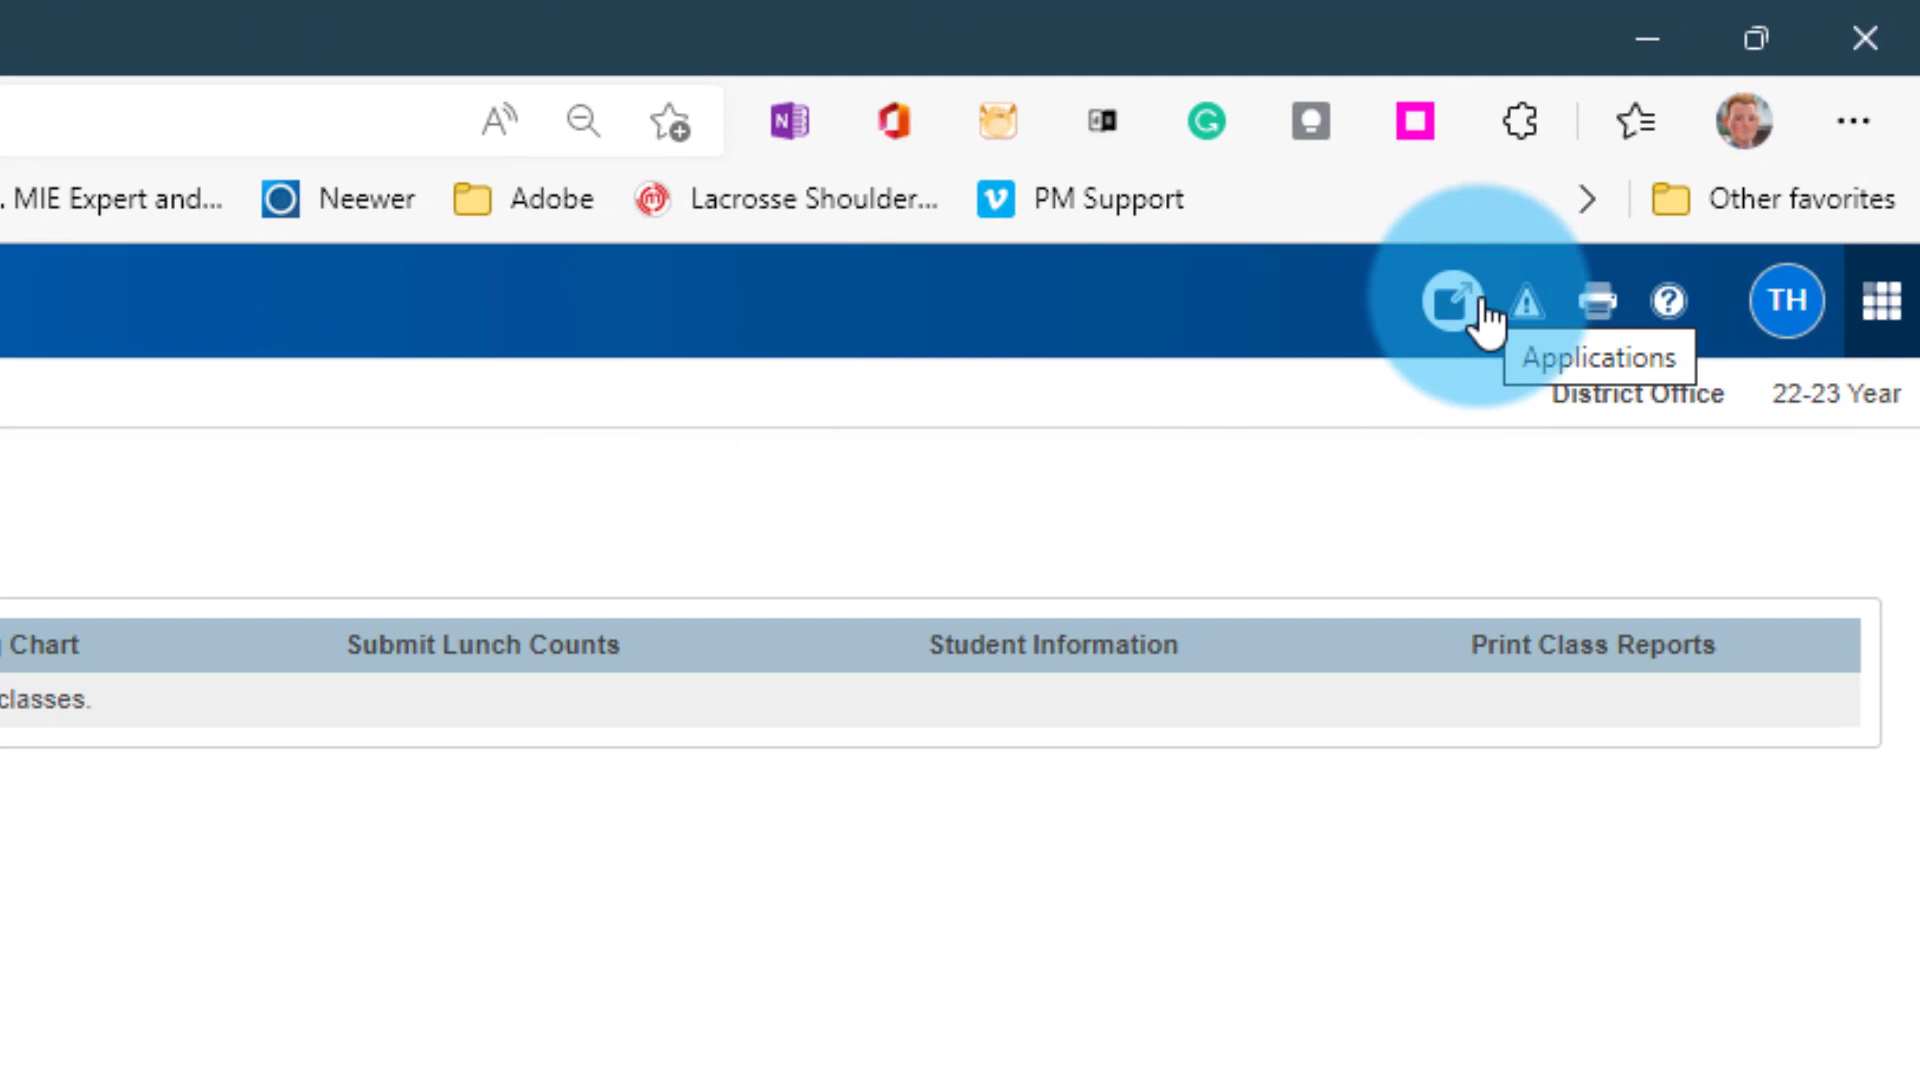 . MIE Expert and...
Neewer
Adobe
Lacrosse Shoulder...
PM Support
Other favorites
TH
Applications
District Office
22-23 Year
Chart
Submit Lunch Counts
Student Information
Print Class Reports
classes.